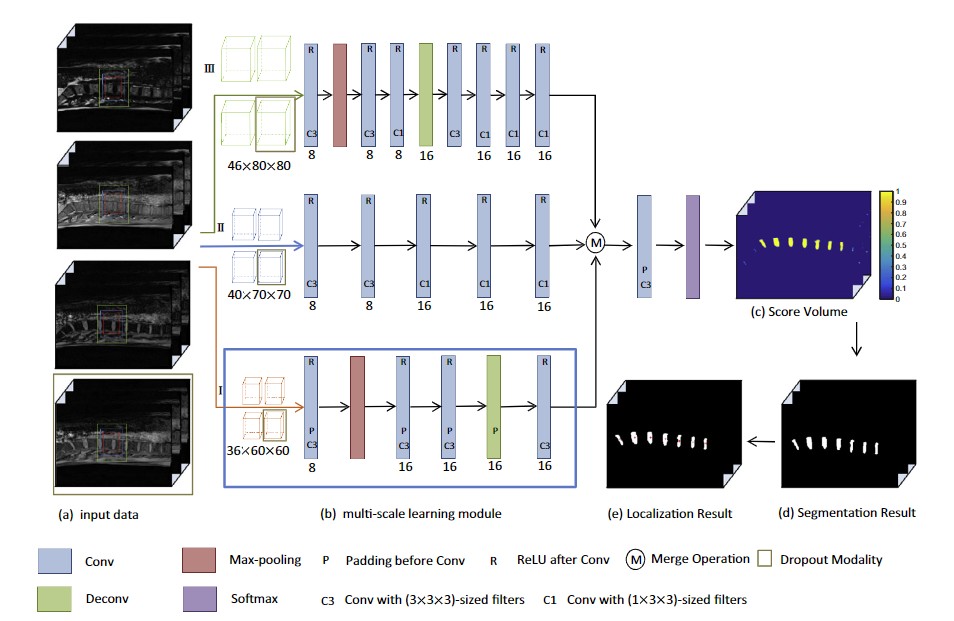 III
R R R R R R R
C3 C3 C1 C3 C1 C1 C1
8 8 8 16 16 16 16
46×80×80
II
R R R R R
C3 C3 C1 C1 C1
8 8 16 16 16
40×70×70
M
P
C3
1
0.9
0.8
0.7
0.6
0.5
0.4
0.3
0.2
0.1
0
(c) Score Volume
I
R R R R
P P P P
C3 C3 C3 C3
8 16 16 16 16
36×60×60
(a) input data
(b) multi-scale learning module
(e) Localization Result
(d) Segmentation Result
Conv
Max-pooling
P Padding before Conv
R ReLU after Conv
M Merge Operation
Dropout Modality
Deconv
Softmax
C3 Conv with (3×3×3)-sized filters
C1 Conv with (1×3×3)-sized filters